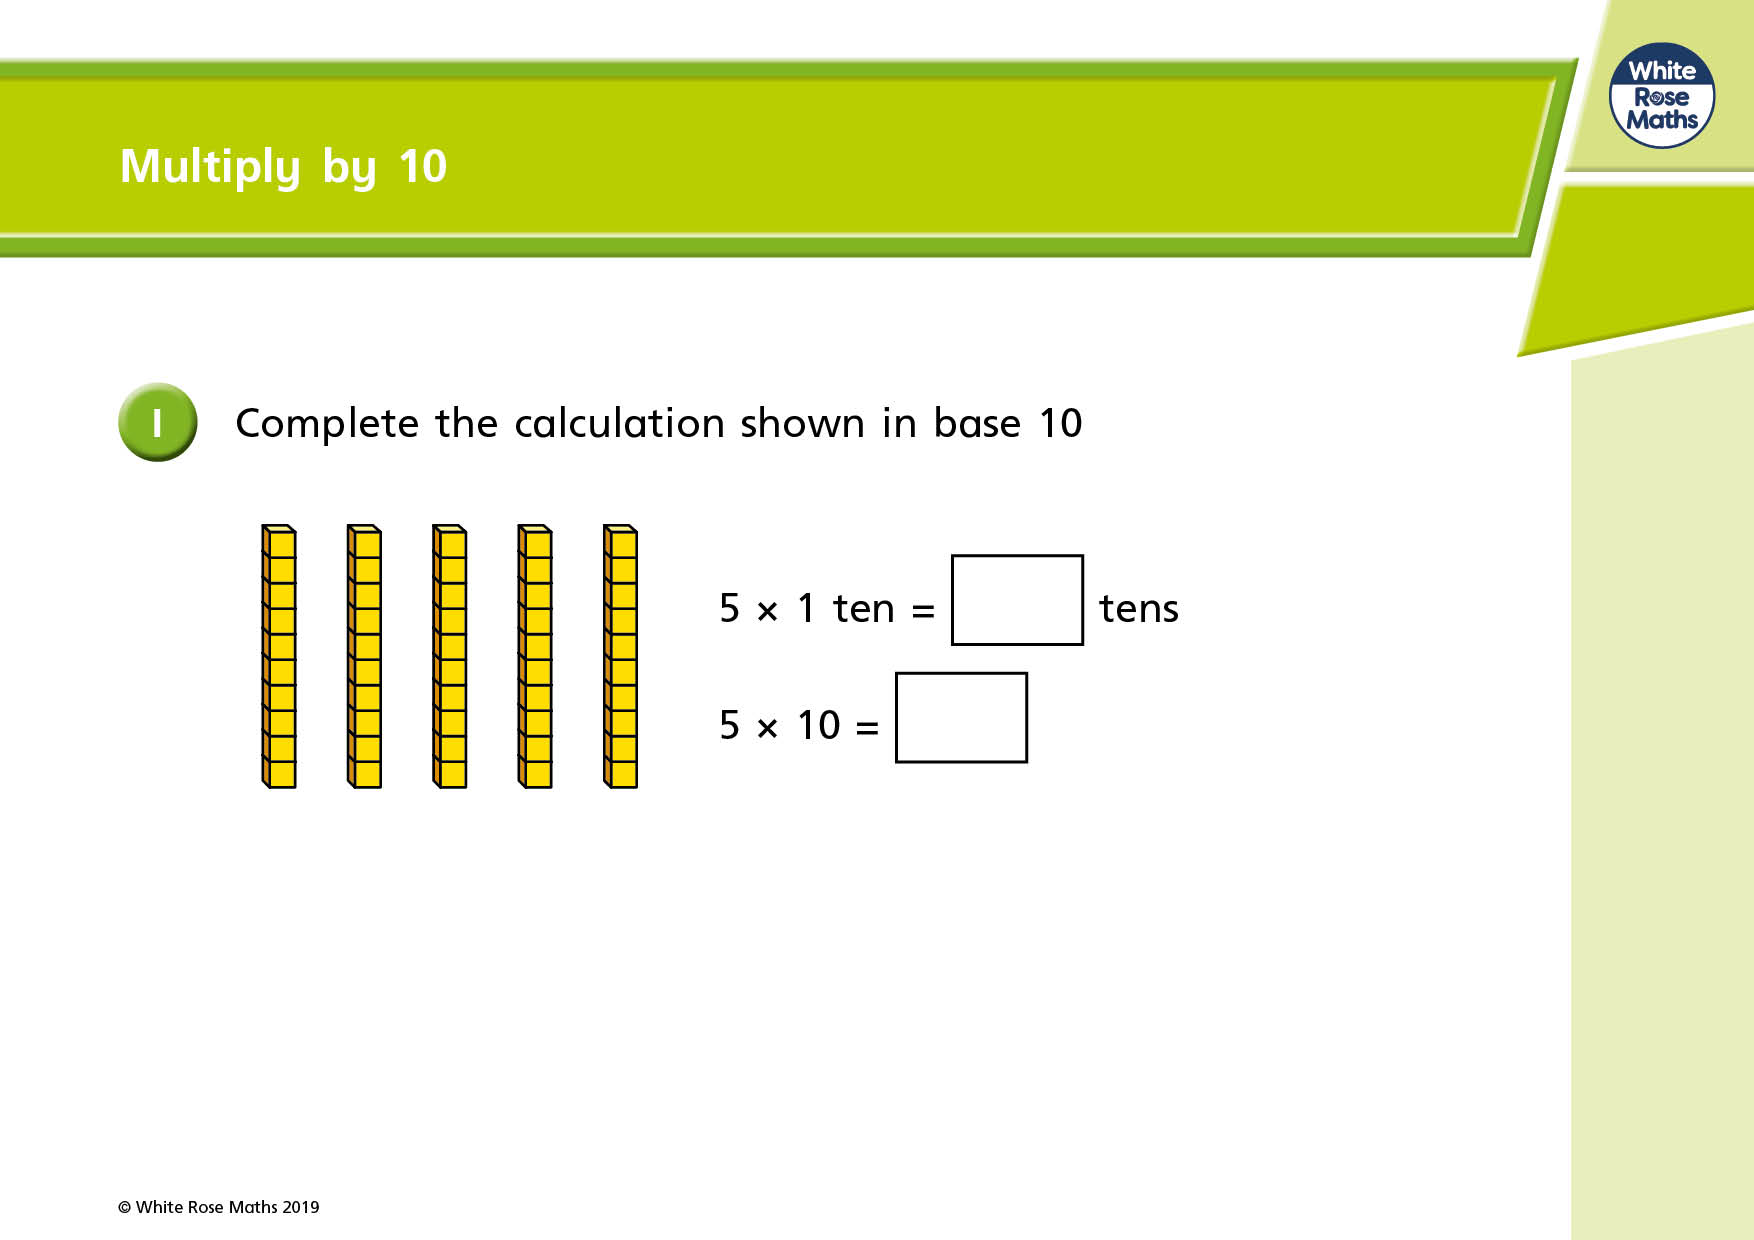 White
Rose
Maths
Multiply by 10
1 Complete the calculation shown in base 10
5 × 1 ten = tens
5 × 10 =
© White Rose Maths 2019